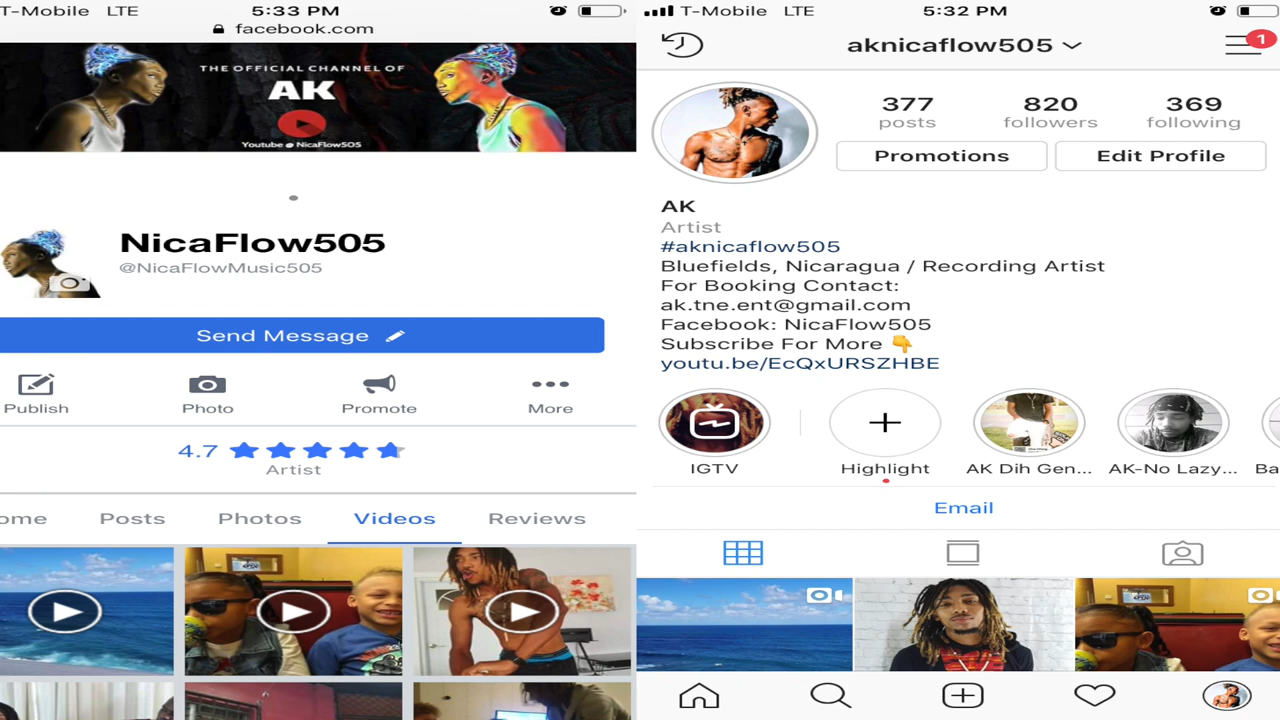 T-Mobile LTE 5:33 PM
facebook.com
THE OFFICIAL CHANNEL OF
AK
Youtube @ NicaFlow505
NicaFlow505
@NicaFlowMusic505
Send Message
Publish Photo Promote More
4.7
Artist
ome Posts Photos Videos Reviews
T-Mobile LTE 5:32 PM
aknicaflow505
1
377 820 369
posts followers following
Promotions Edit Profile
AK
Artist
#aknicaflow505
Bluefields, Nicaragua / Recording Artist
For Booking Contact:
ak.tne.ent@gmail.com
Facebook: NicaFlow505
Subscribe For More 👇
youtu.be/EcQxURSZHBE
IGTV Highlight AK Dih Gen... AK-No Lazy... Ba
Email